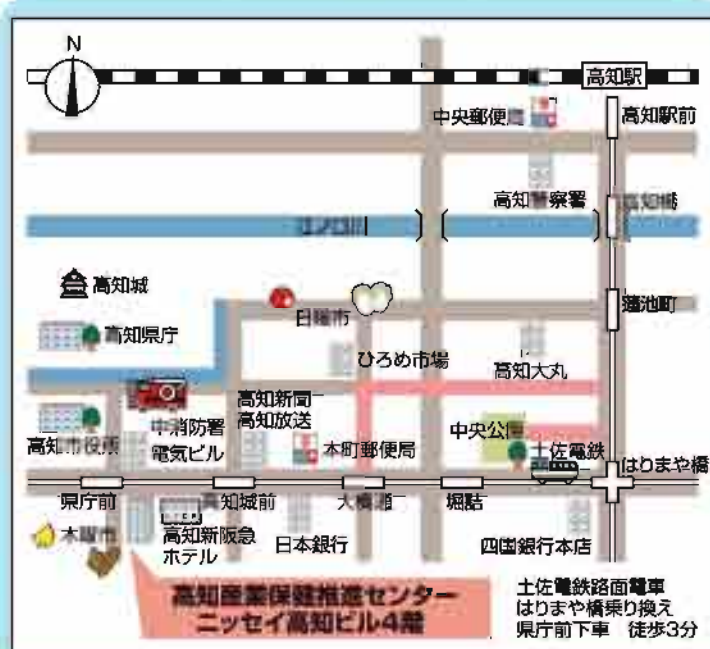 N
高知駅
中央郵便局
高知駅前
高知警察署
高知橋
江ノ口川
高知城
日曜市
蓮池町
高知県庁
ひろめ市場
高知大丸
高知新聞
高知放送
中消防署
電気ビル
高知市役所
本町郵便局
中央公園
土佐電鉄
はりまや橋
県庁前
高知城前
大橋通
堀詰
木曜市
高知新阪急
ホテル
日本銀行
四国銀行本店
高知産業保健推進センター
ニッセイ高知ビル4階
土佐電鉄路面電車
はりまや橋乗り換え
県庁前下車 徒歩3分